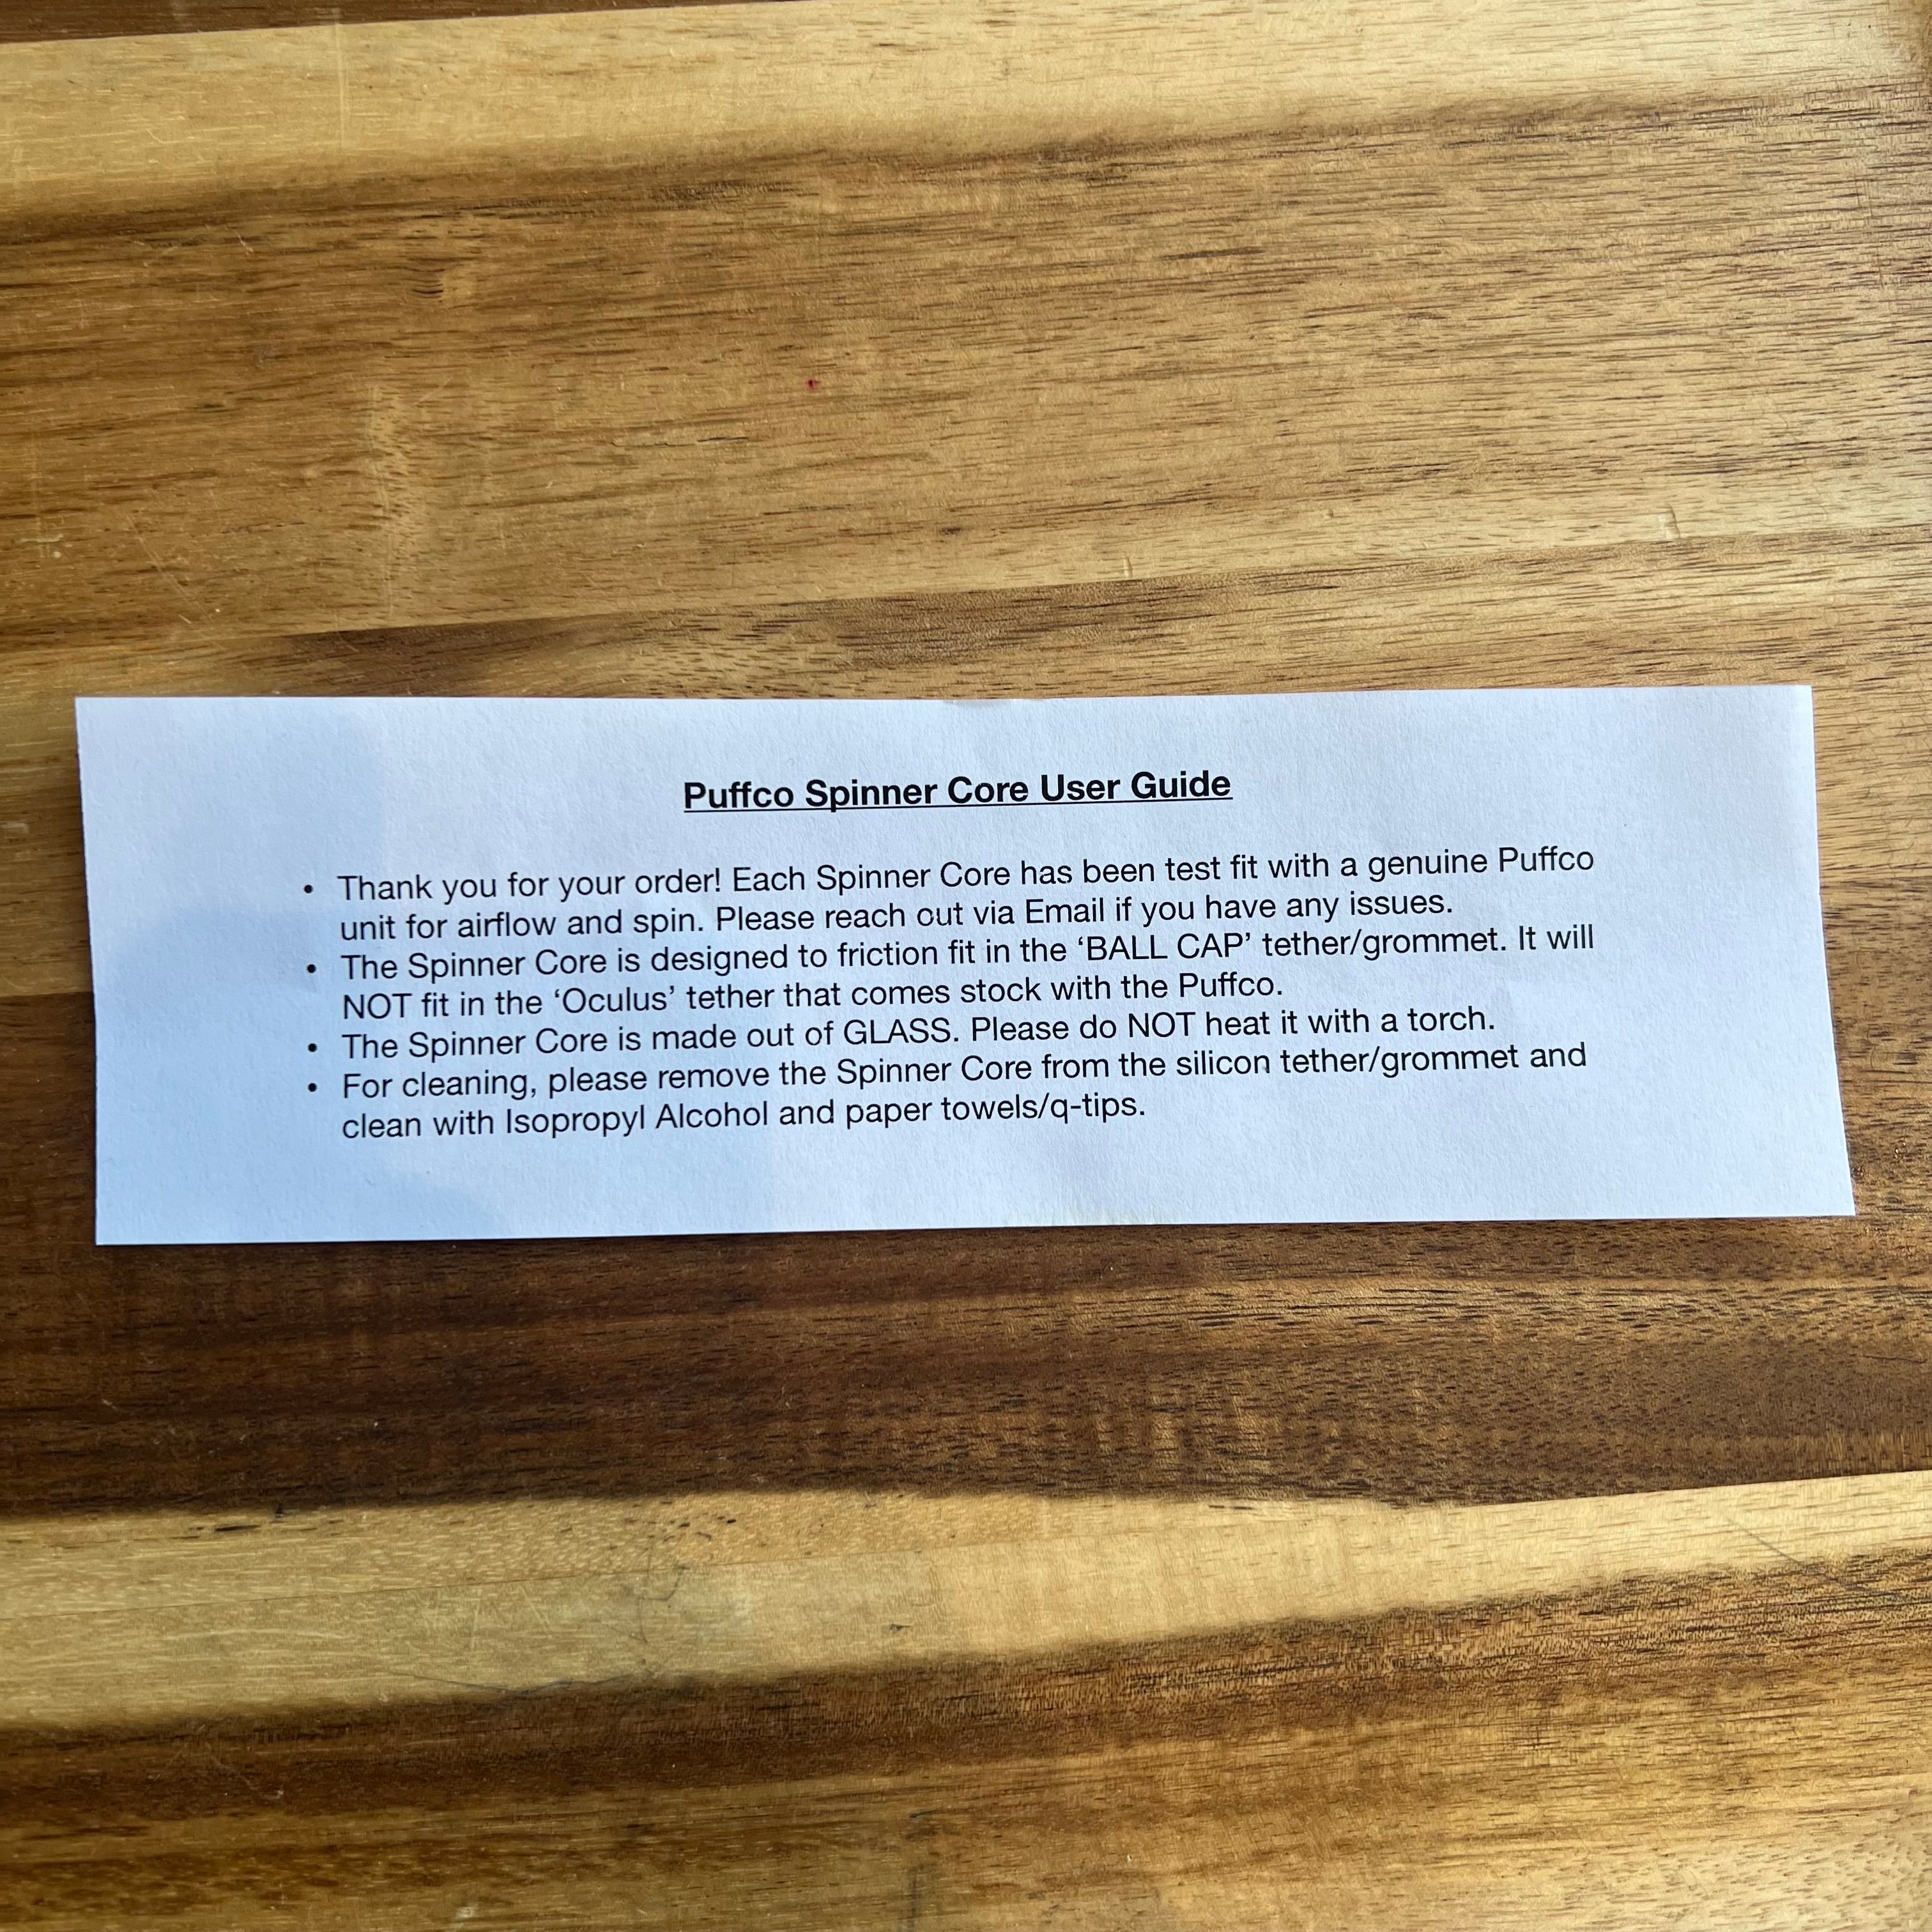 Puffco Spinner Core User Guide
• Thank you for your order! Each Spinner Core has been test fit with a genuine Puffco
unit for airflow and spin. Please reach out via Email if you have any issues.
• The Spinner Core is designed to friction fit in the ‘BALL CAP’ tether/grommet. It will
NOT fit in the ‘Oculus’ tether that comes stock with the Puffco.
• The Spinner Core is made out of GLASS. Please do NOT heat it with a torch.
• For cleaning, please remove the Spinner Core from the silicon tether/grommet and
clean with Isopropyl Alcohol and paper towels/q-tips.